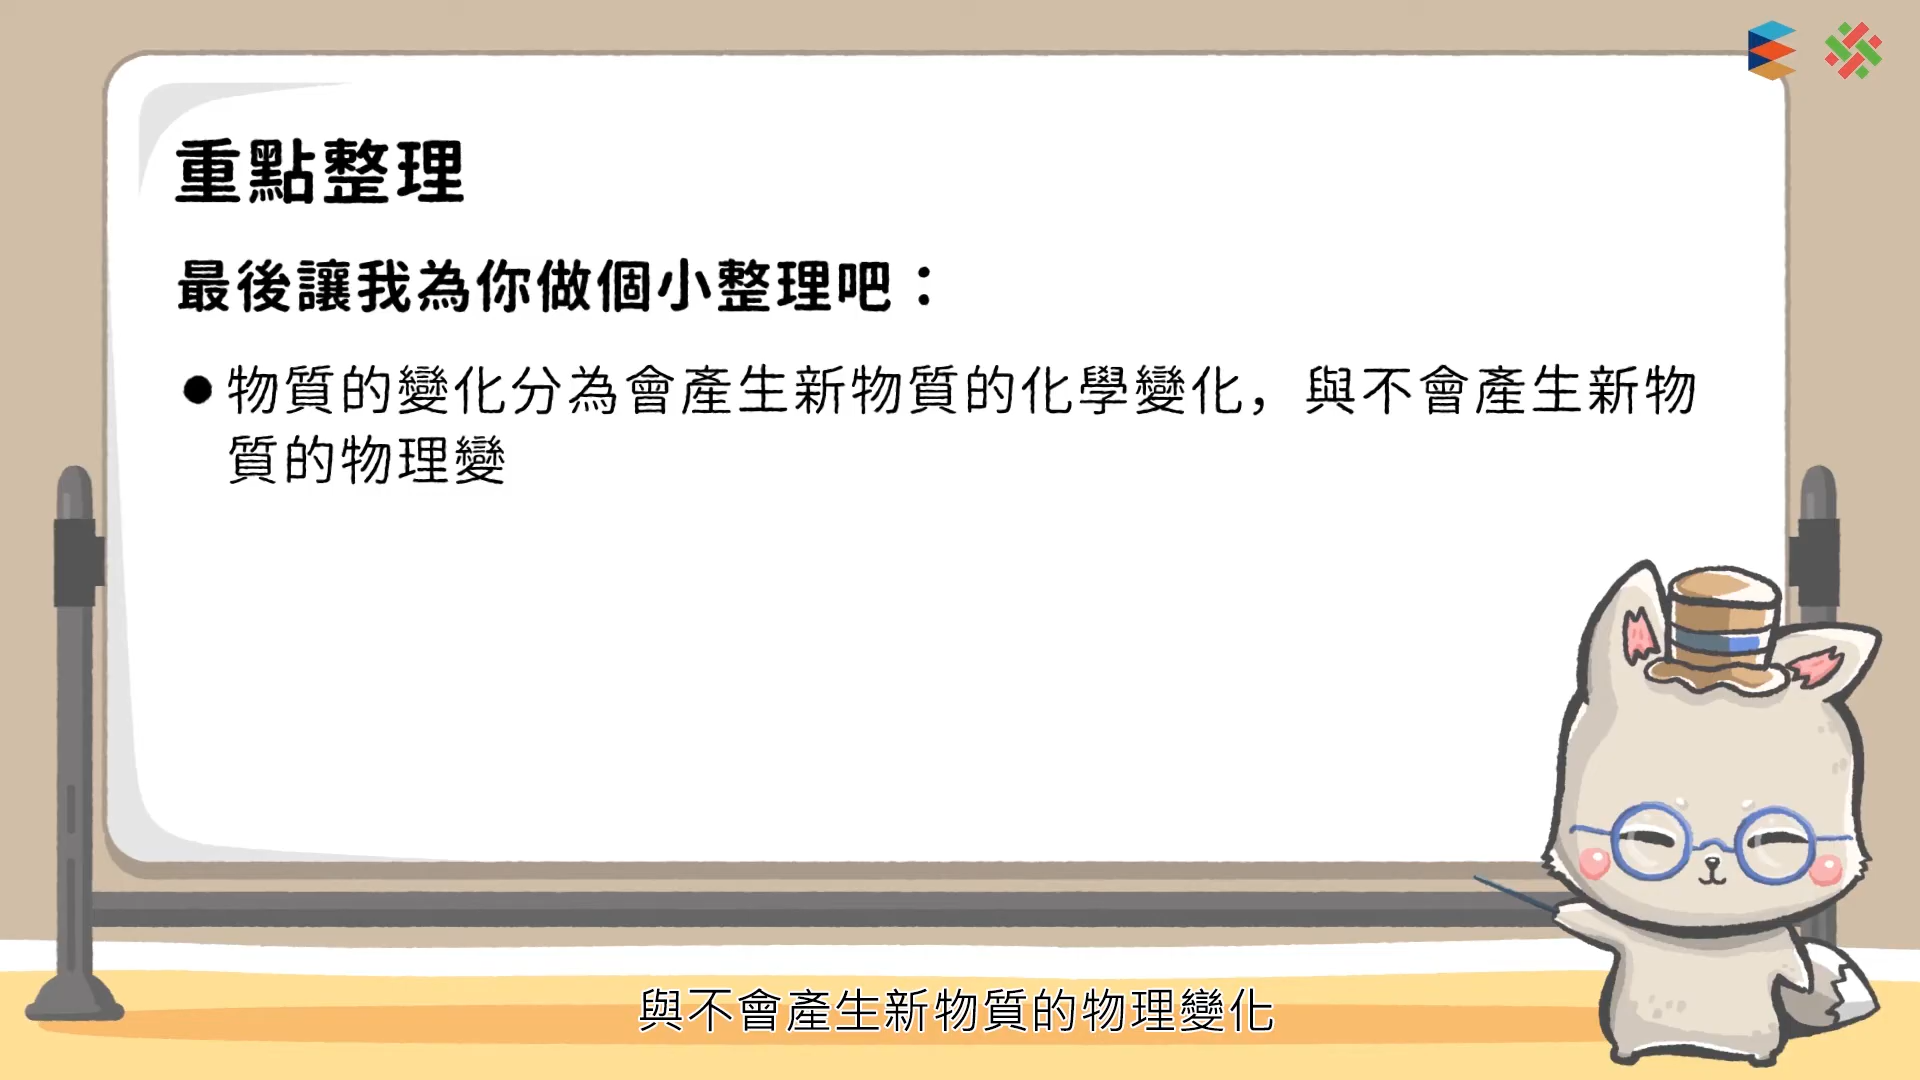 重點整理
最後讓我為你做個小整理吧：
●物質的變化分為會產生新物質的化學變化，與不會產生新物
質的物理變
與不會產生新物質的物理變化